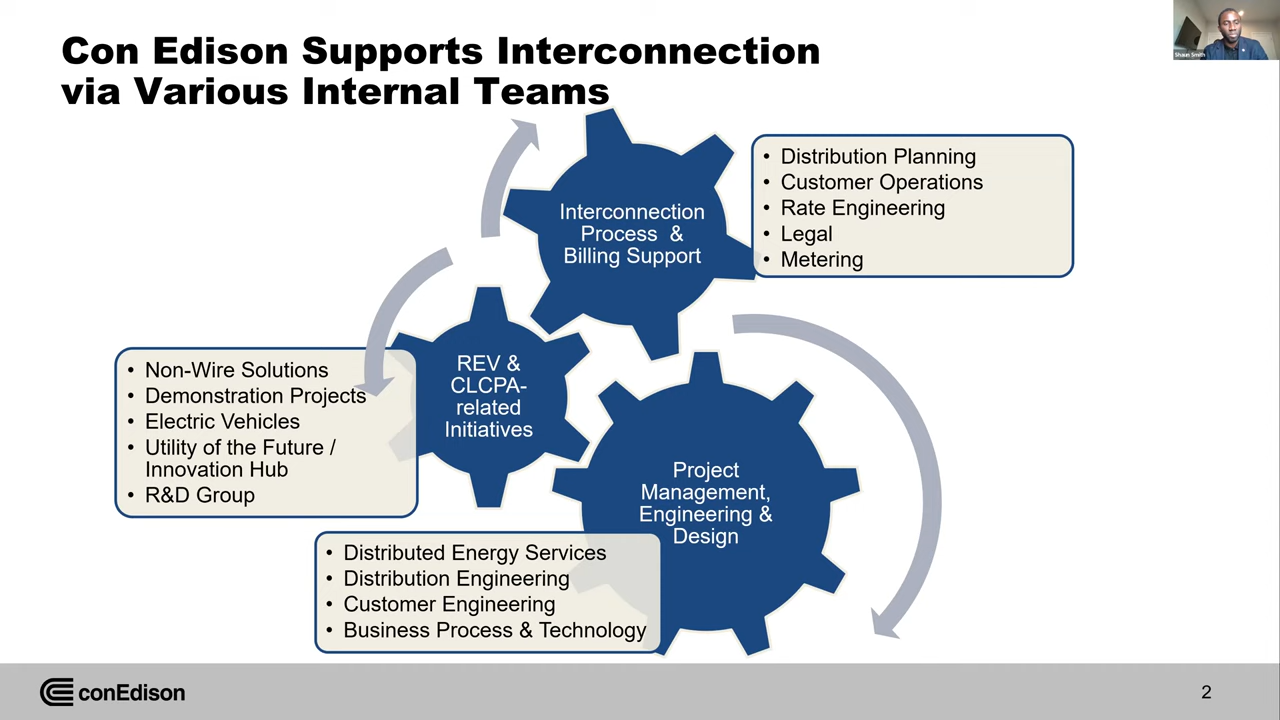 Con Edison Supports Interconnection
via Various Internal Teams
Shaun Smith
Interconnection
Process &
Billing Support
• Distribution Planning
• Customer Operations
• Rate Engineering
• Legal
• Metering
REV &
CLCPA-
related
Initiatives
• Non-Wire Solutions
• Demonstration Projects
• Electric Vehicles
• Utility of the Future /
Innovation Hub
• R&D Group
Project
Management,
Engineering &
Design
• Distributed Energy Services
• Distribution Engineering
• Customer Engineering
• Business Process & Technology
conEdison
2